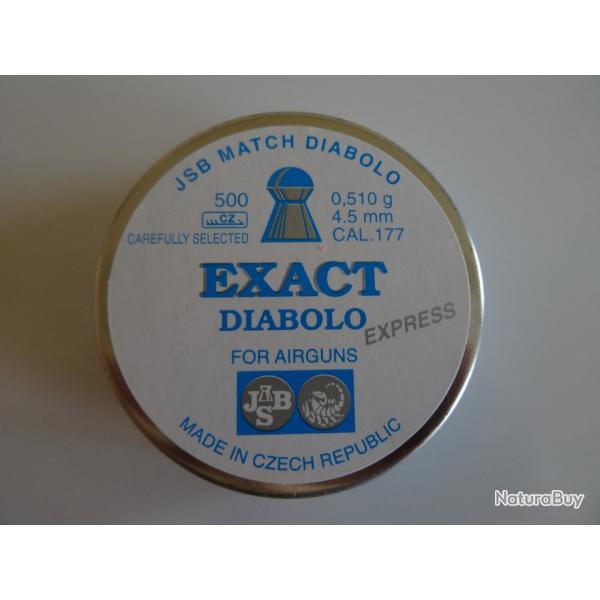 JSB MATCH DIABOLO
500
CZ
CAREFULLY SELECTED
0,510 g
4.5 mm
CAL.177
EXACT
DIABOLO
EXPRESS
FOR AIRGUNS
JSB
MADE IN CZECH REPUBLIC
NaturaBuy